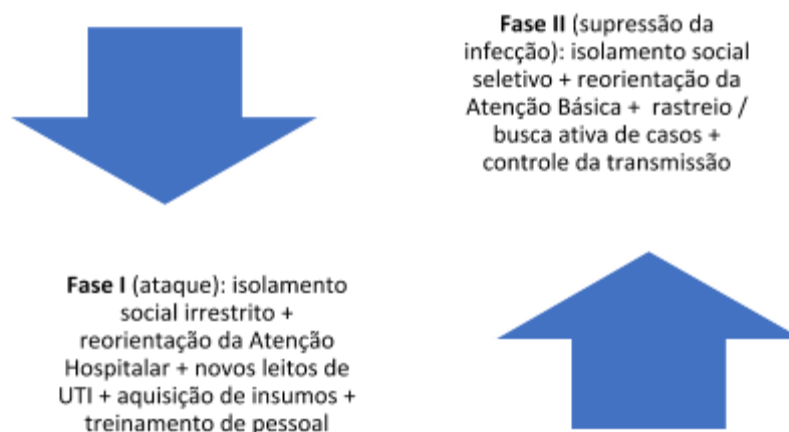 Fase II (supressão da
infecção): isolamento social
seletivo + reorientação da
Atenção Básica + rastreio /
busca ativa de casos +
controle da transmissão
Fase I (ataque): isolamento
social irrestrito +
reorientação da Atenção
Hospitalar + novos leitos de
UTI + aquisição de insumos +
treinamento de pessoal